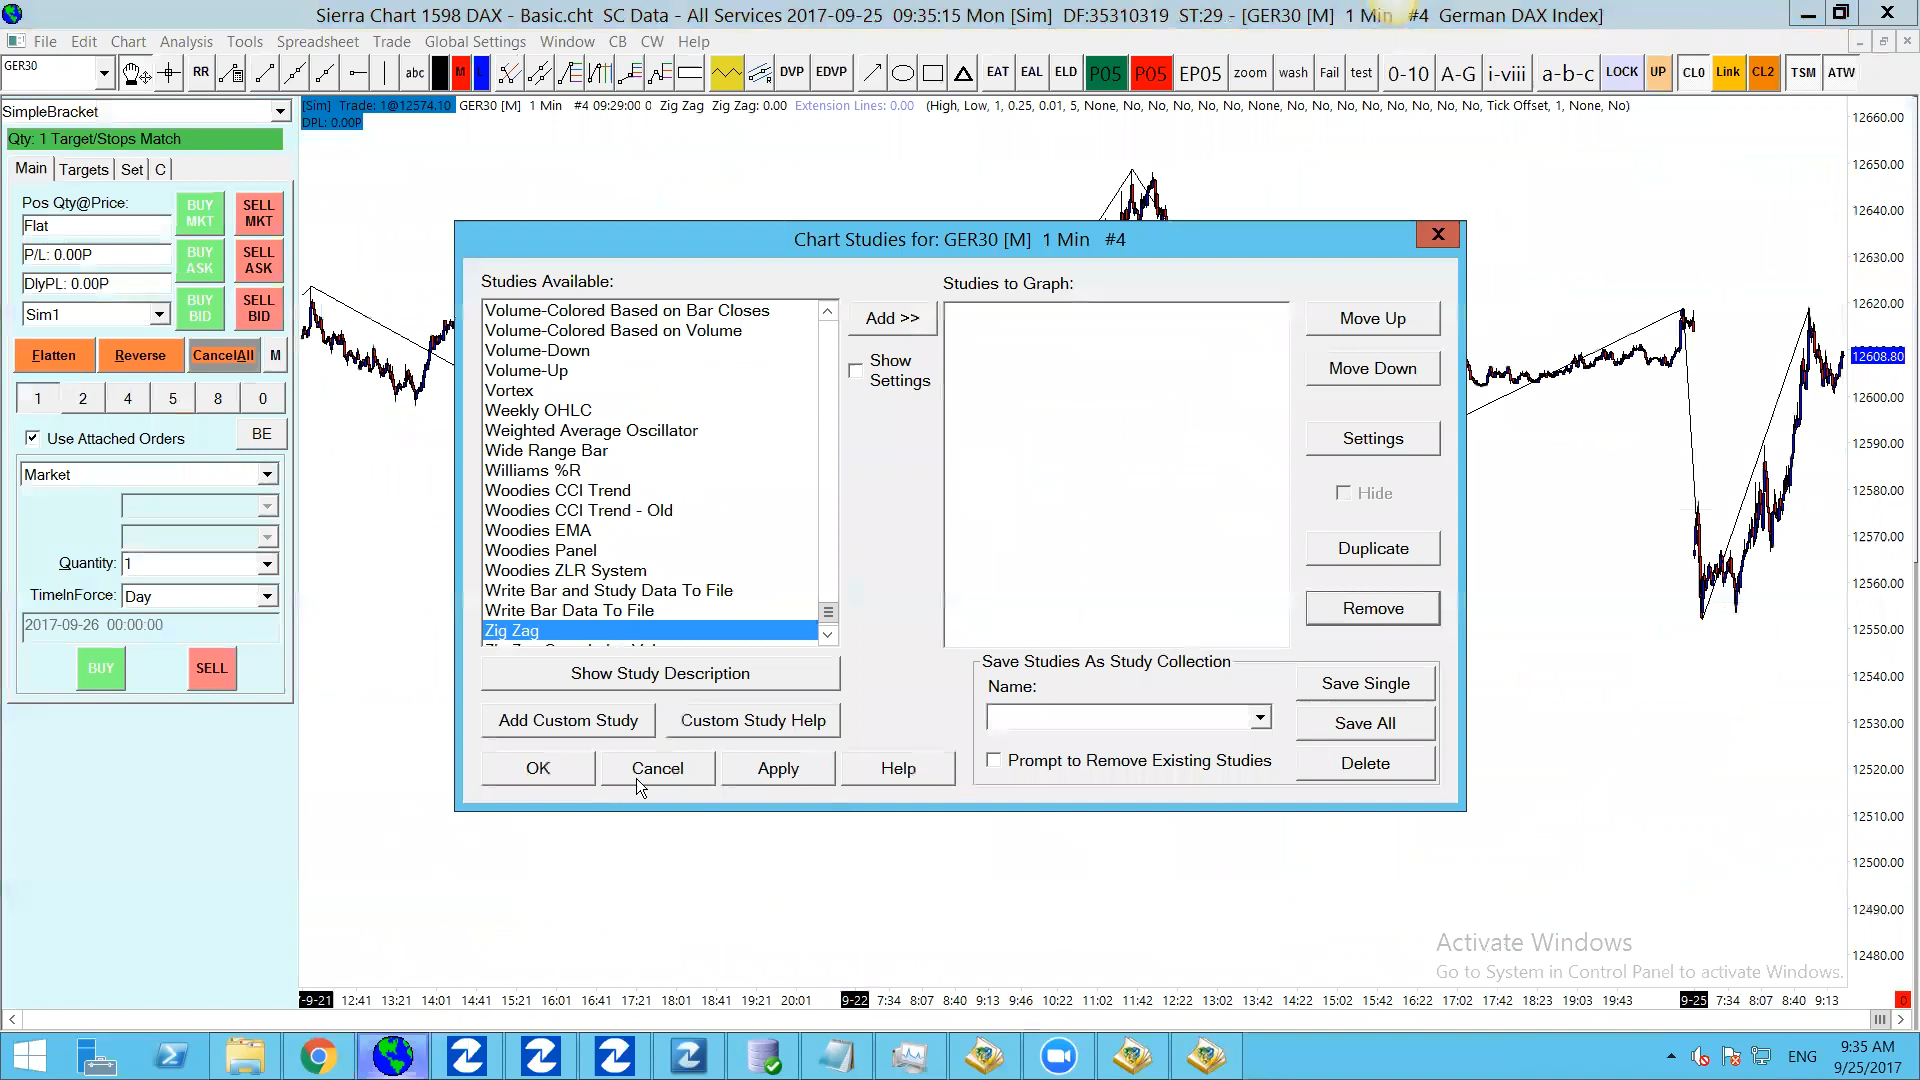 Sierra Chart 1598 DAX - Basic.cht SC Data - All Services 2017-09-25 09:35:15 Mon [Sim] DF:35310319 ST:29 - [GER30 [M] 1 Min #4 German DAX Index]
File Edit Chart Analysis Tools Spreadsheet Trade Global Settings Window CB CW Help
GER30 RR abc M L DVP EDVP EAT EAL ELD P05 P05 EP05 zoom wash Fail test 0-10 A-G i-viii a-b-c LOCK UP CL0 Link CL2 TSM ATW
SimpleBracket
[Sim] Trade: 1@12574.10 GER30 [M] 1 Min #4 09:29:00 0 Zig Zag Zig Zag: 0.00 Extension Lines: 0.00 (High, Low, 1, 0.25, 0.01, 5, None, No, No, No, No, No, None, No, No, No, No, No, No, No, Tick Offset, 1, None, No)
DPL: 0.00P
Qty: 1 Target/Stops Match
Main Targets Set C
Pos Qty@Price:
Flat
P/L: 0.00P
DlyPL: 0.00P
Sim1
BUY MKT
SELL MKT
BUY ASK
SELL ASK
BUY BID
SELL BID
Flatten Reverse CancelAll M
1 2 4 5 8 0
Use Attached Orders BE
Market
Quantity: 1
TimeInForce: Day
2017-09-26 00:00:00
BUY SELL
Chart Studies for: GER30 [M] 1 Min #4
X
Studies Available:
Volume-Colored Based on Bar Closes
Volume-Colored Based on Volume
Volume-Down
Volume-Up
Vortex
Weekly OHLC
Weighted Average Oscillator
Wide Range Bar
Williams %R
Woodies CCI Trend
Woodies CCI Trend - Old
Woodies EMA
Woodies Panel
Woodies ZLR System
Write Bar and Study Data To File
Write Bar Data To File
Zig Zag
Show Study Description
Add Custom Study Custom Study Help
OK Cancel Apply Help
Add >>
Show Settings
Studies to Graph:
Move Up
Move Down
Settings
Hide
Duplicate
Remove
Save Studies As Study Collection
Name:
Prompt to Remove Existing Studies
Save Single
Save All
Delete
12660.00
12650.00
12640.00
12630.00
12620.00
12608.80
12600.00
12590.00
12580.00
12570.00
12560.00
12550.00
12540.00
12530.00
12520.00
12510.00
12500.00
12490.00
12480.00
Activate Windows
Go to System in Control Panel to activate Windows.
-9-21 12:41 13:21 14:01 14:41 15:21 16:01 16:41 17:21 18:01 18:41 19:21 20:01 9-22 7:34 8:07 8:40 9:13 9:46 10:22 11:02 11:42 12:22 13:02 13:42 14:22 15:02 15:42 16:22 17:02 17:42 18:23 19:03 19:43 9-25 7:34 8:07 8:40 9:13 0
ENG
9:35 AM
9/25/2017